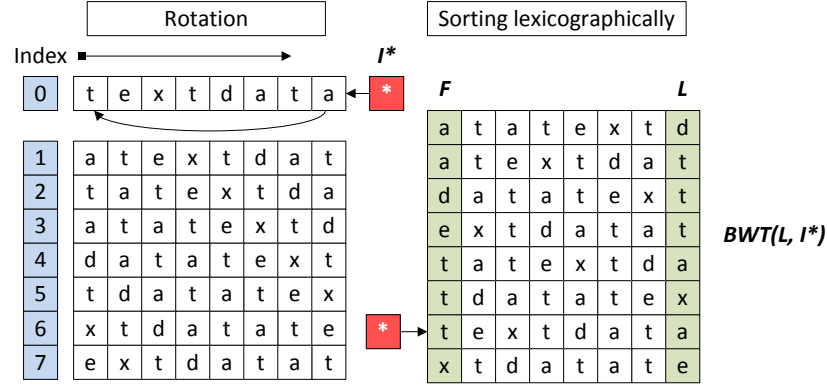 Rotation
Sorting lexicographically
Index
I*
0 t e x t d a t a *
F L
1 a t e x t d a t
2 t a t e x t d a
3 a t a t e x t d
4 d a t a t e x t
5 t d a t a t e x
6 x t d a t a t e
7 e x t d a t a t
a t a t e x t d
a t e x t d a t
d a t a t e x t
e x t d a t a t
t a t e x t d a
t d a t a t e x
* t e x t d a t a
x t d a t a t e
BWT(L, I*)